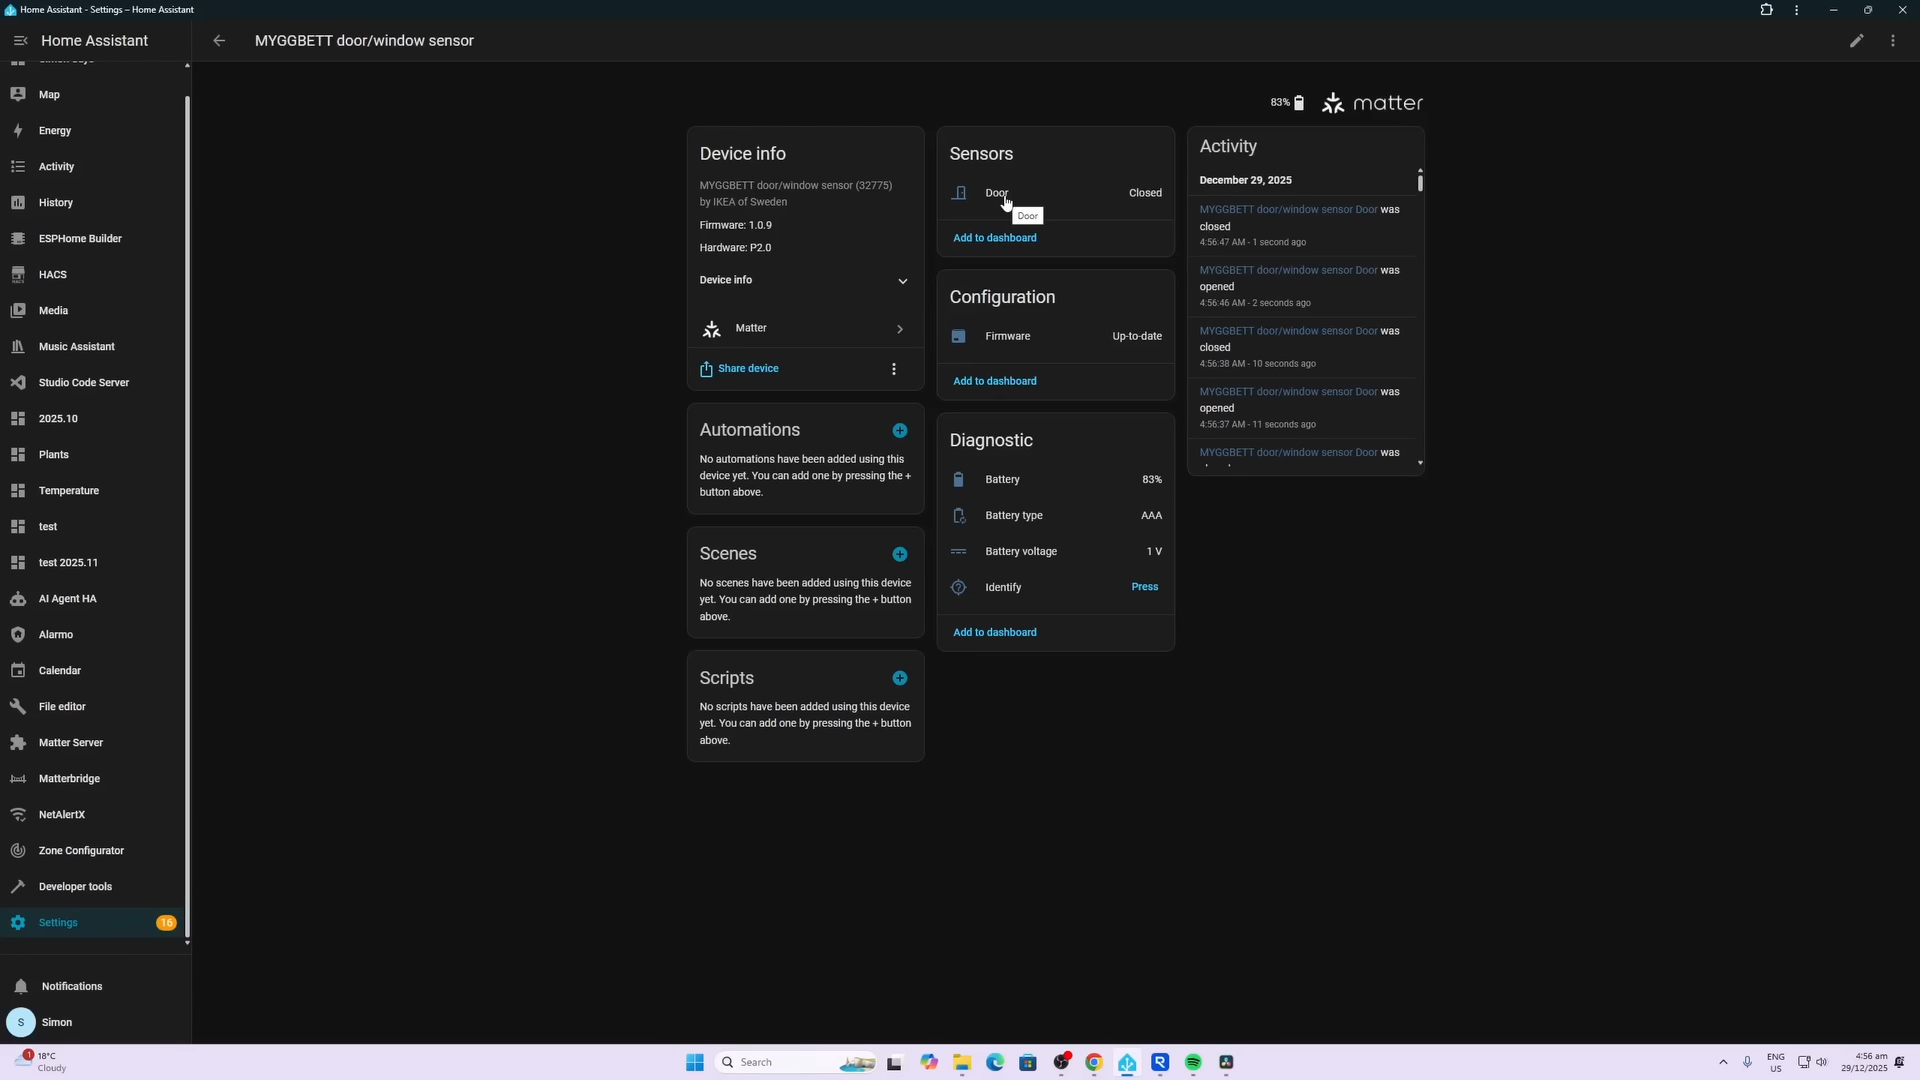 Home Assistant - Settings – Home Assistant
Home Assistant
MYGGBETT door/window sensor
Map
Energy
Activity
History
ESPHome Builder
HACS
Media
Music Assistant
Studio Code Server
2025.10
Plants
Temperature
test
test 2025.11
AI Agent HA
Alarmo
Calendar
File editor
Matter Server
Matterbridge
NetAlertX
Zone Configurator
Developer tools
Settings
16
Notifications
S
Simon
83%
matter
Device info
MYGGBETT door/window sensor (32775)
by IKEA of Sweden
Firmware: 1.0.9
Hardware: P2.0
Device info
Matter
Share device
Automations
No automations have been added using this
device yet. You can add one by pressing the +
button above.
Scenes
No scenes have been added using this device
yet. You can add one by pressing the + button
above.
Scripts
No scripts have been added using this device
yet. You can add one by pressing the + button
above.
Sensors
Door
Closed
Door
Add to dashboard
Configuration
Firmware
Up-to-date
Add to dashboard
Diagnostic
Battery
83%
Battery type
AAA
Battery voltage
1 V
Identify
Press
Add to dashboard
Activity
December 29, 2025
MYGGBETT door/window sensor Door was
closed
4:56:47 AM - 1 second ago
MYGGBETT door/window sensor Door was
opened
4:56:46 AM - 2 seconds ago
MYGGBETT door/window sensor Door was
closed
4:56:38 AM - 10 seconds ago
MYGGBETT door/window sensor Door was
opened
4:56:37 AM - 11 seconds ago
MYGGBETT door/window sensor Door was
1
18°C
Cloudy
Search
ENG
US
4:56 am
29/12/2025